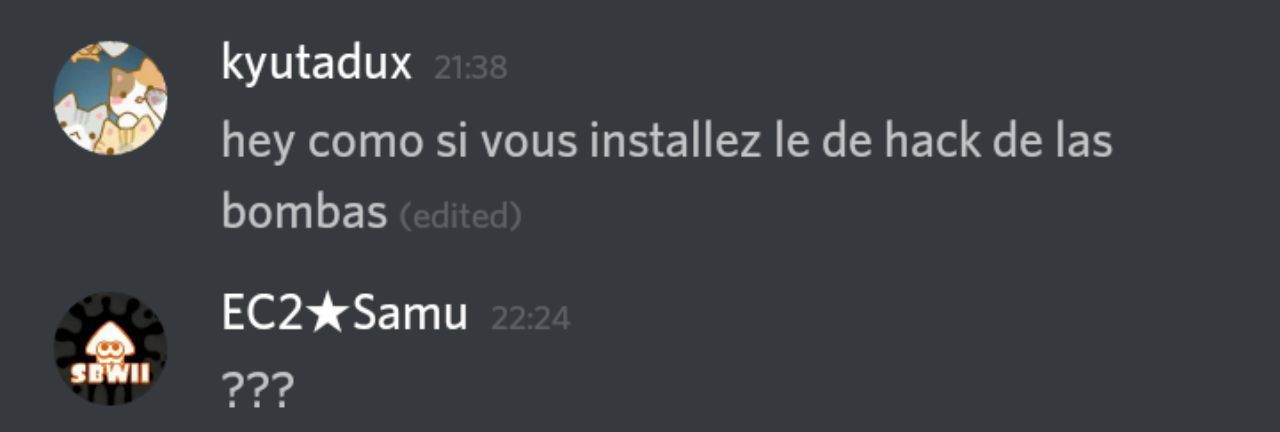 kyutadux 21:38
hey como si vous installez le de hack de las
bombas (edited)
EC2★Samu 22:24
SBWII
???